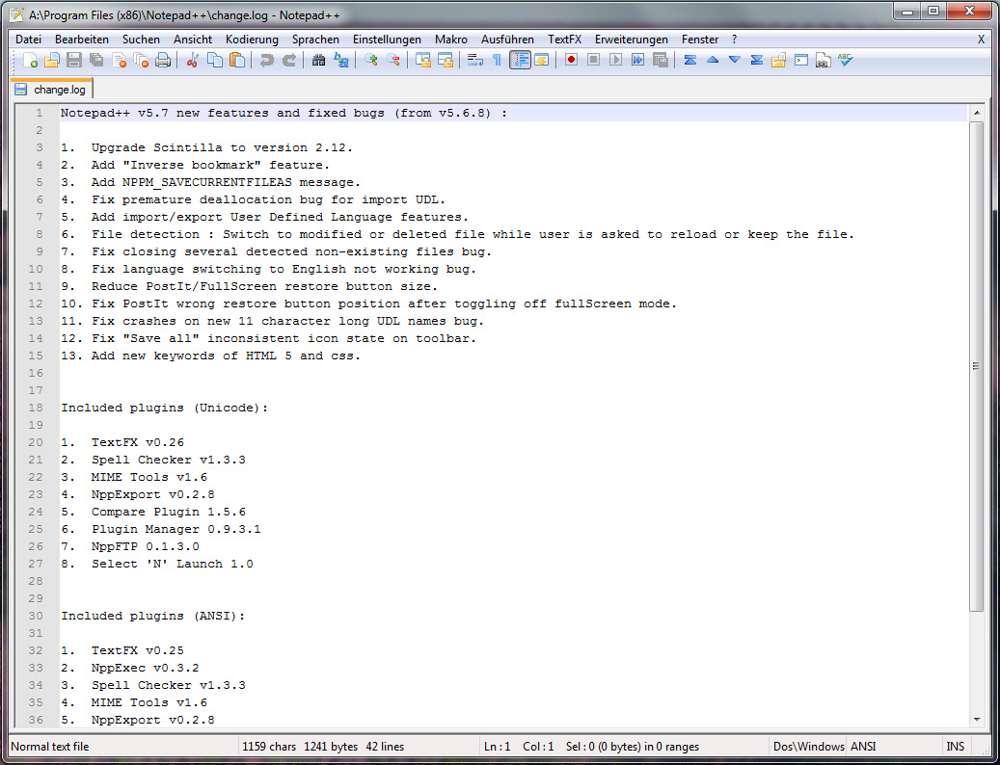 A:\Program Files (x86)\Notepad++\change.log - Notepad++
Datei Bearbeiten Suchen Ansicht Kodierung Sprachen Einstellungen Makro Ausführen TextFX Erweiterungen Fenster ? X
change.log
1 Notepad++ v5.7 new features and fixed bugs (from v5.6.8) :
2
3 1. Upgrade Scintilla to version 2.12.
4 2. Add "Inverse bookmark" feature.
5 3. Add NPPM_SAVECURRENTFILEAS message.
6 4. Fix premature deallocation bug for import UDL.
7 5. Add import/export User Defined Language features.
8 6. File detection : Switch to modified or deleted file while user is asked to reload or keep the file.
9 7. Fix closing several detected non-existing files bug.
10 8. Fix language switching to English not working bug.
11 9. Reduce PostIt/FullScreen restore button size.
12 10. Fix PostIt wrong restore button position after toggling off fullScreen mode.
13 11. Fix crashes on new 11 character long UDL names bug.
14 12. Fix "Save all" inconsistent icon state on toolbar.
15 13. Add new keywords of HTML 5 and css.
16
17
18 Included plugins (Unicode):
19
20 1. TextFX v0.26
21 2. Spell Checker v1.3.3
22 3. MIME Tools v1.6
23 4. NppExport v0.2.8
24 5. Compare Plugin 1.5.6
25 6. Plugin Manager 0.9.3.1
26 7. NppFTP 0.1.3.0
27 8. Select 'N' Launch 1.0
28
29
30 Included plugins (ANSI):
31
32 1. TextFX v0.25
33 2. NppExec v0.3.2
34 3. Spell Checker v1.3.3
35 4. MIME Tools v1.6
36 5. NppExport v0.2.8
Normal text file 1159 chars 1241 bytes 42 lines Ln : 1 Col : 1 Sel : 0 (0 bytes) in 0 ranges Dos\Windows ANSI INS